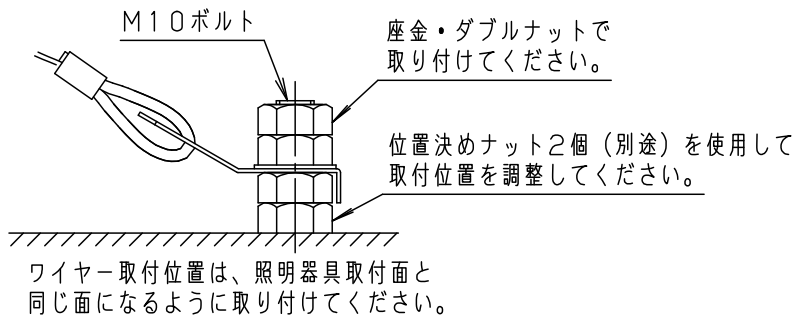 M10ボルト
座金・ダブルナットで
取り付けてください。
位置決めナット2個（別途）を使用して
取付位置を調整してください。
ワイヤー取付位置は、照明器具取付面と
同じ面になるように取り付けてください。